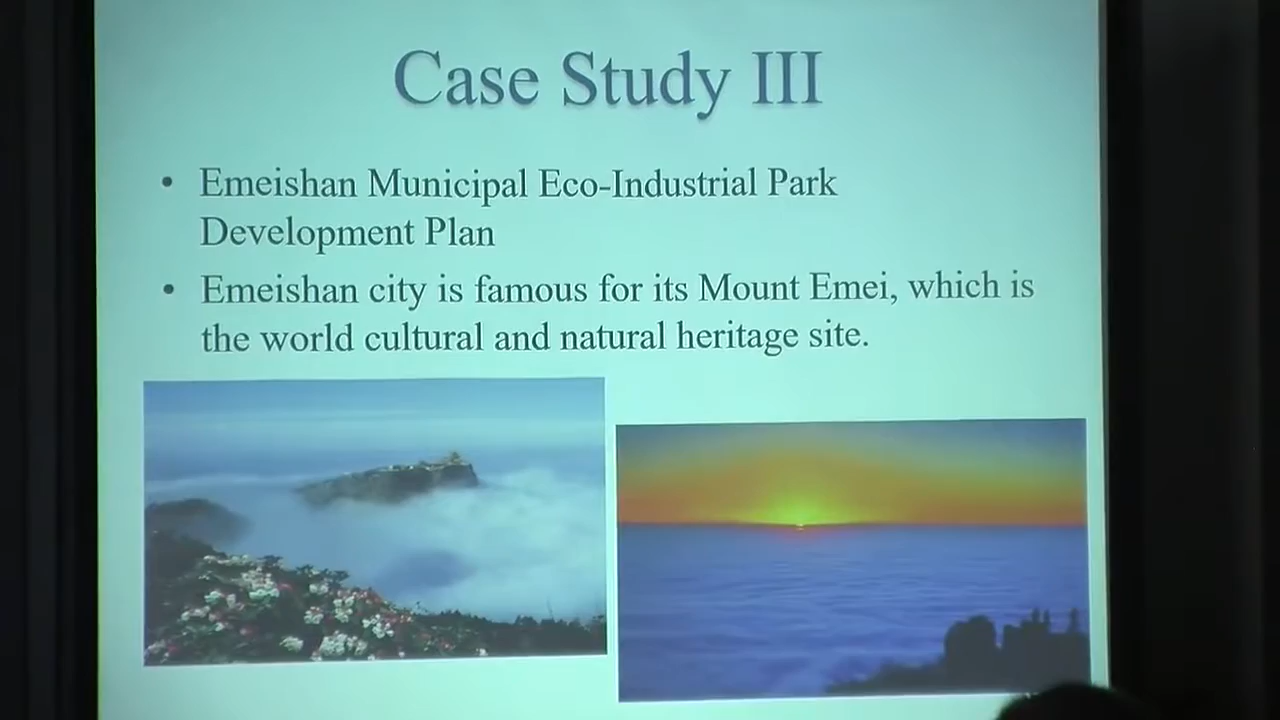 Case Study III
• Emeishan Municipal Eco-Industrial Park
Development Plan
• Emeishan city is famous for its Mount Emei, which is
the world cultural and natural heritage site.